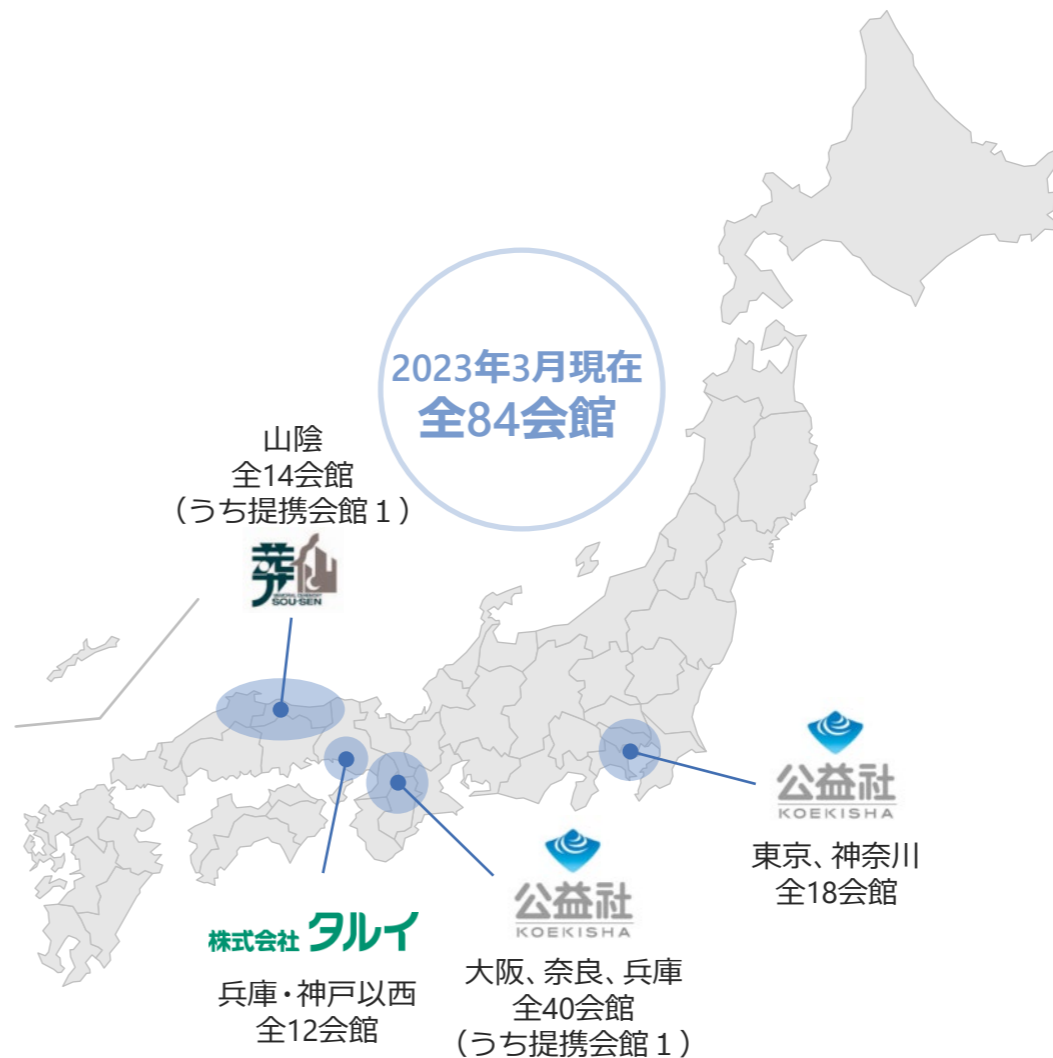 2023年3月現在
全84会館
山陰
全14会館
（うち提携会館１）
葬仙
SOU-SEN
公益社
KOEKISHA
東京、神奈川
全18会館
公益社
KOEKISHA
大阪、奈良、兵庫
全40会館
（うち提携会館１）
株式会社 タルイ
兵庫・神戸以西
全12会館